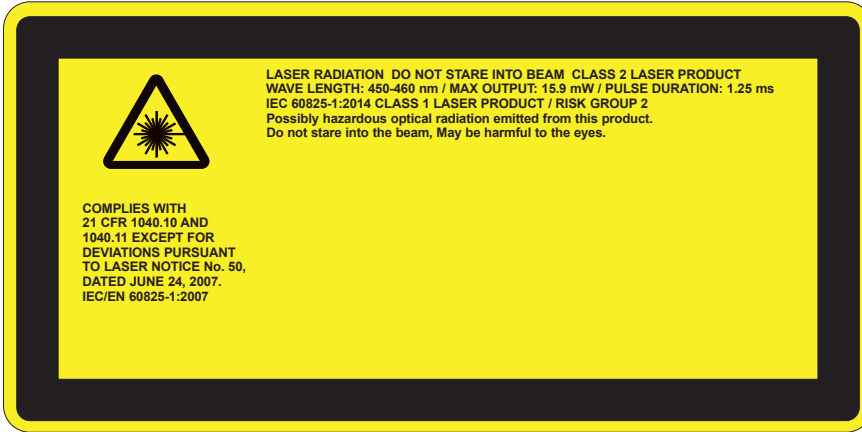 LASER RADIATION  DO NOT STARE INTO BEAM  CLASS 2 LASER PRODUCT
WAVE LENGTH: 450-460 nm / MAX OUTPUT: 15.9 mW / PULSE DURATION: 1.25 ms
IEC 60825-1:2014 CLASS 1 LASER PRODUCT / RISK GROUP 2
Possibly hazardous optical radiation emitted from this product.
Do not stare into the beam, May be harmful to the eyes.
COMPLIES WITH
21 CFR 1040.10 AND
1040.11 EXCEPT FOR
DEVIATIONS PURSUANT
TO LASER NOTICE No. 50,
DATED JUNE 24, 2007.
IEC/EN 60825-1:2007